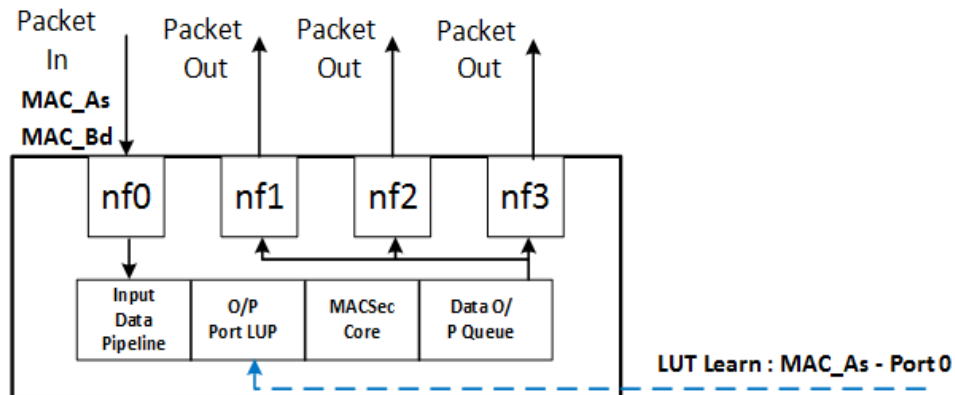 Packet
In
MAC_As
MAC_Bd
Packet
Out
Packet
Out
Packet
Out
nf0
nf1
nf2
nf3
Input
Data
Pipeline
O/P
Port LUP
MACSec
Core
Data O/
P Queue
LUT Learn : MAC_As - Port 0